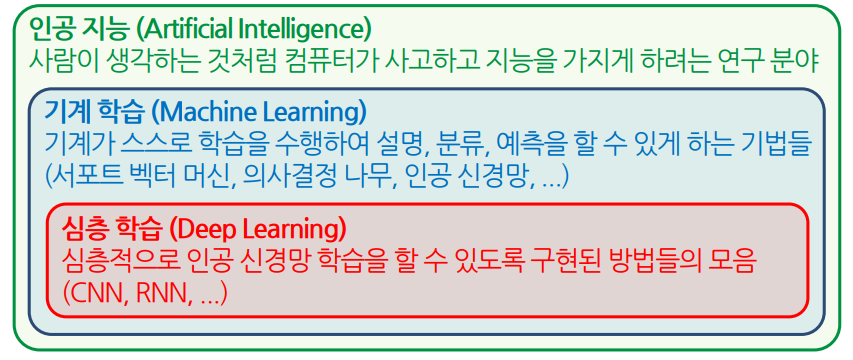 인공 지능 (Artificial Intelligence)
사람이 생각하는 것처럼 컴퓨터가 사고하고 지능을 가지게 하려는 연구 분야
기계 학습 (Machine Learning)
기계가 스스로 학습을 수행하여 설명, 분류, 예측을 할 수 있게 하는 기법들
(서포트 벡터 머신, 의사결정 나무, 인공 신경망, ...)
심층 학습 (Deep Learning)
심층적으로 인공 신경망 학습을 할 수 있도록 구현된 방법들의 모음
(CNN, RNN, ...)